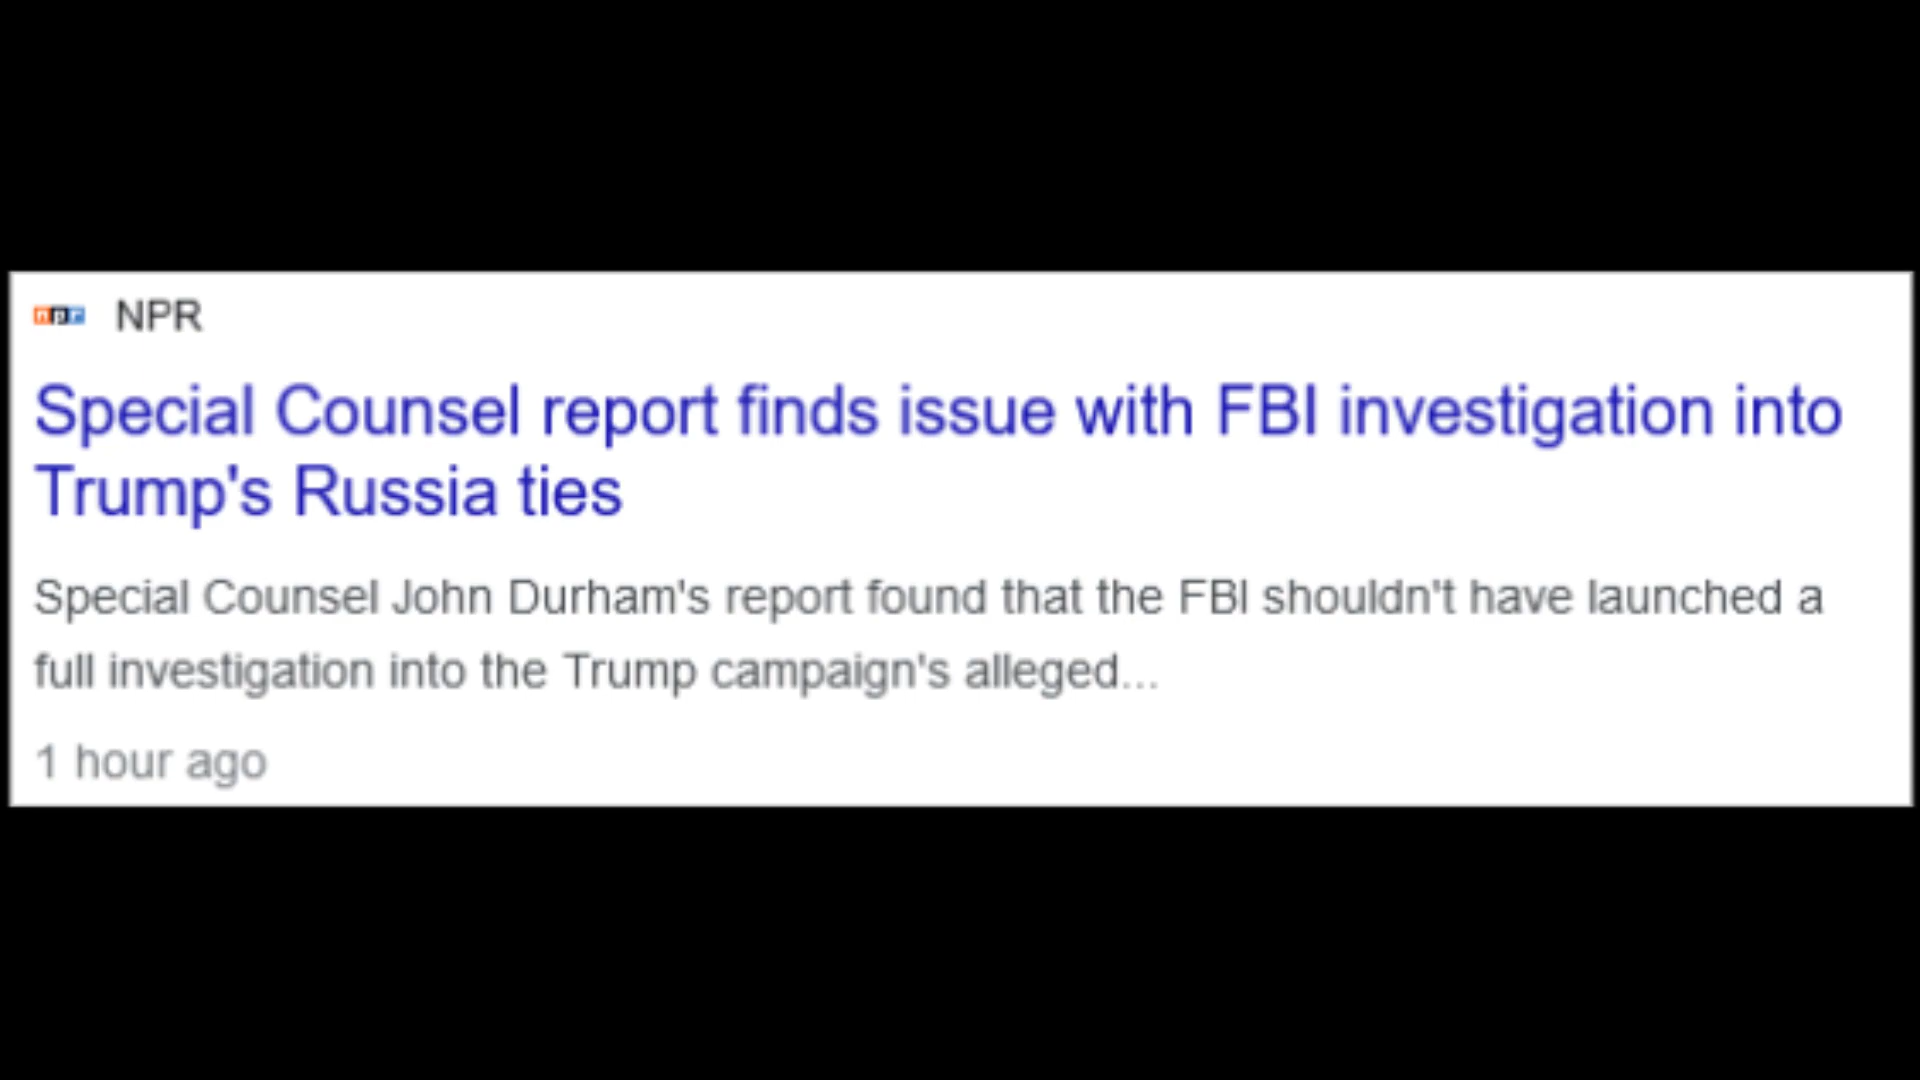 npr NPR
Special Counsel report finds issue with FBI investigation into
Trump's Russia ties
Special Counsel John Durham's report found that the FBI shouldn't have launched a
full investigation into the Trump campaign's alleged...
1 hour ago